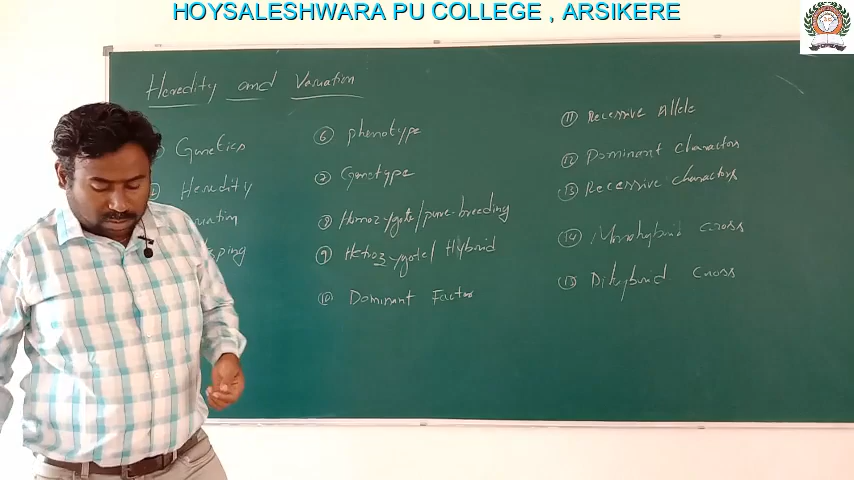 HOYSALESHWARA PU COLLEGE , ARSIKERE
Heredity and Variation
Genetics
Heredity
6 phenotype
7 Genotype
8 Homozygote/pure-breeding
9 Hetrozygote/ Hybrid
10 Dominant Factor
11 Recessive Allele
12 Dominant characters
13 Recessive characters
14 Monohybrid cross
15 Dihybrid cross